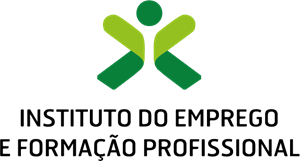 INSTITUTO DO EMPREGO
E FORMAÇÃO PROFISSIONAL